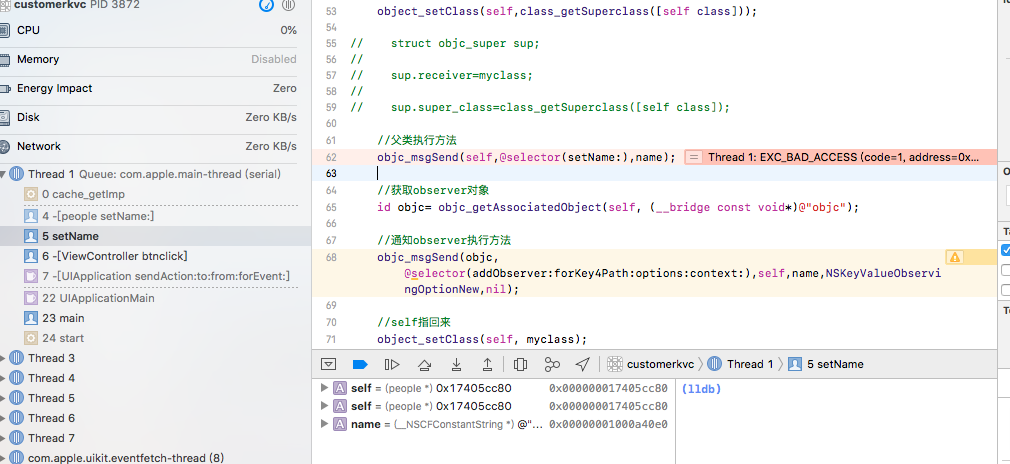 customerkvc PID 3872
CPU 0%
Memory Disabled
Energy Impact Zero
Disk Zero KB/s
Network Zero KB/s
Thread 1 Queue: com.apple.main-thread (serial)
0 cache_getImp
4 -[people setName:]
5 setName
6 -[ViewController btnclick]
7 -[UIApplication sendAction:to:from:forEvent:]
22 UIApplicationMain
23 main
24 start
Thread 3
Thread 4
Thread 5
Thread 6
Thread 7
com.apple.uikit.eventfetch-thread (8)
53 object_setClass(self,class_getSuperclass([self class]));
54
55 // struct objc_super sup;
56 //
57 // sup.receiver=myclass;
58 //
59 // sup.super_class=class_getSuperclass([self class]);
60
61 //父类执行方法
62 objc_msgSend(self,@selector(setName:),name); = Thread 1: EXC_BAD_ACCESS (code=1, address=0x...
63
64 //获取observer对象
65 id objc= objc_getAssociatedObject(self, (__bridge const void*)@"objc");
66
67 //通知observer执行方法
68 objc_msgSend(objc,
@selector(addObserver:forKey4Path:options:context:),self,name,NSKeyValueObservi
ngOptionNew,nil);
69
70 //self指回来
71 object_setClass(self, myclass);
customerkvc Thread 1 5 setName
A self = (people *) 0x17405cc80 0x000000017405cc80
A self = (people *) 0x17405cc80 0x000000017405cc80
A name = (__NSCFConstantString *) @"... 0x00000001000a40e0
(lldb)